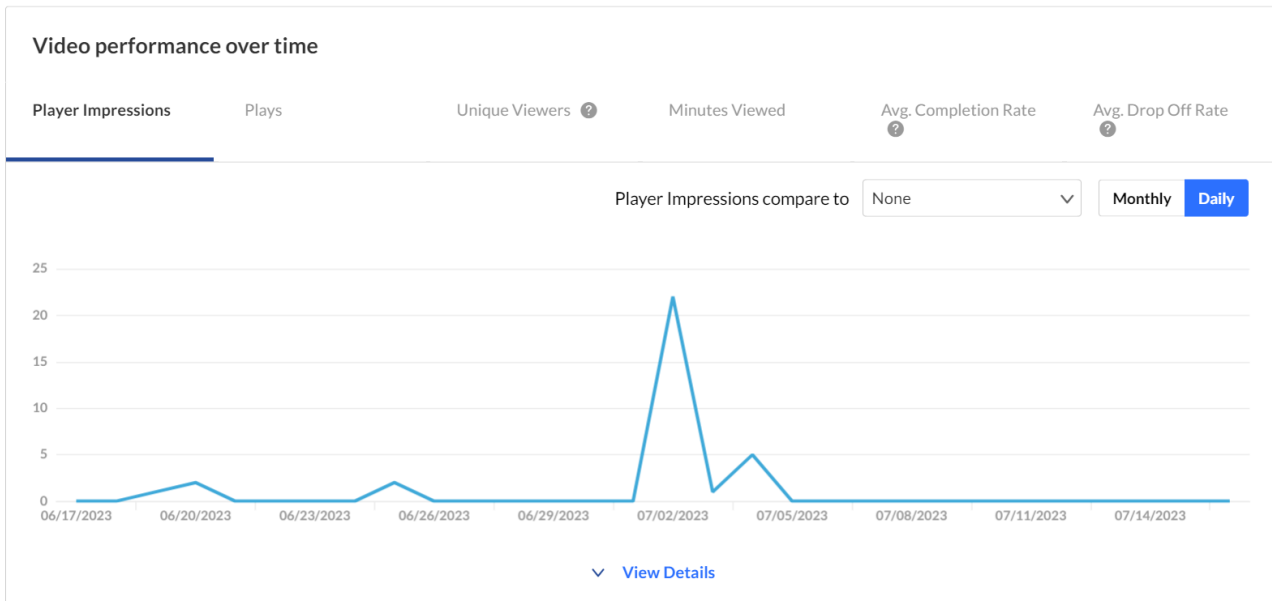 Video performance over time
Player Impressions
Plays
Unique Viewers ?
Minutes Viewed
Avg. Completion Rate
?
Avg. Drop Off Rate
?
Player Impressions compare to
None
Monthly
Daily
25
20
15
10
5
0
06/17/2023 06/20/2023 06/23/2023 06/26/2023 06/29/2023 07/02/2023 07/05/2023 07/08/2023 07/11/2023 07/14/2023
View Details